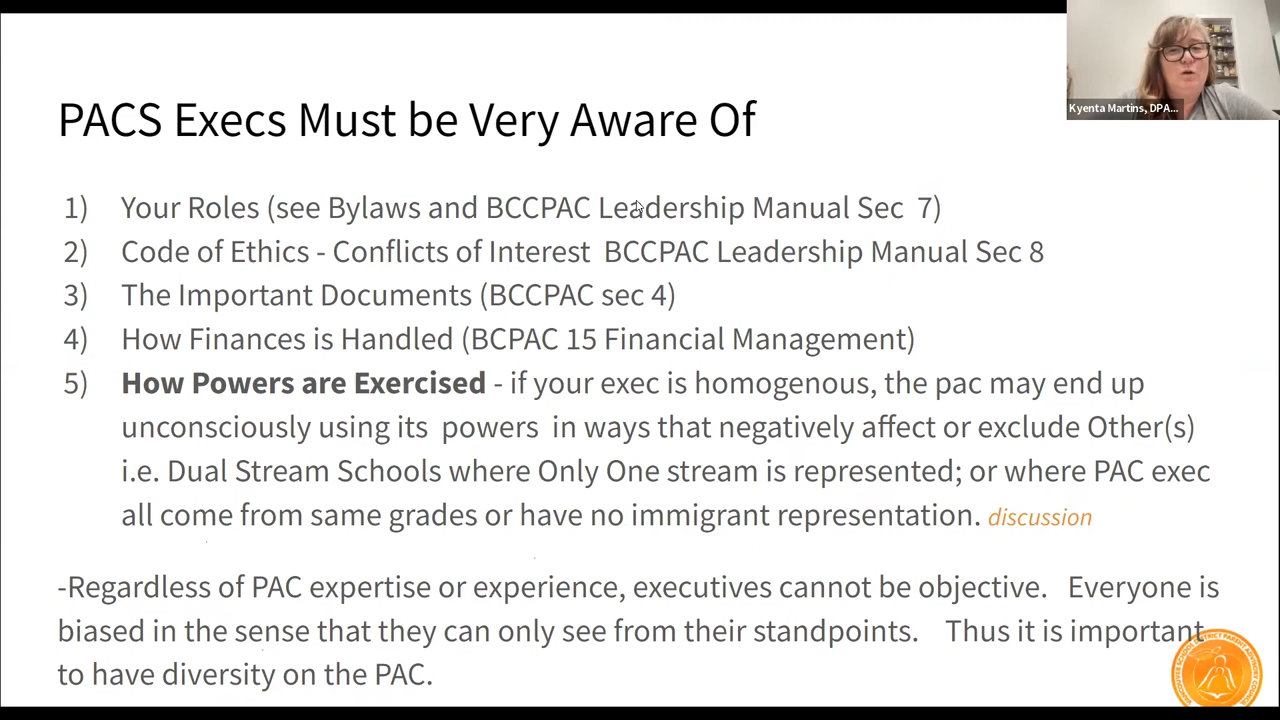 Kyenta Martins, DPA...
PACS Execs Must be Very Aware Of
1) Your Roles (see Bylaws and BCCPAC Leadership Manual Sec 7)
2) Code of Ethics - Conflicts of Interest BCCPAC Leadership Manual Sec 8
3) The Important Documents (BCCPAC sec 4)
4) How Finances is Handled (BCPAC 15 Financial Management)
5) How Powers are Exercised - if your exec is homogenous, the pac may end up
unconsciously using its powers in ways that negatively affect or exclude Other(s)
i.e. Dual Stream Schools where Only One stream is represented; or where PAC exec
all come from same grades or have no immigrant representation. discussion
-Regardless of PAC expertise or experience, executives cannot be objective. Everyone is
biased in the sense that they can only see from their standpoints. Thus it is important
to have diversity on the PAC.
VANCOUVER SCHOOL DISTRICT PARENT ADVISORY COUNCIL